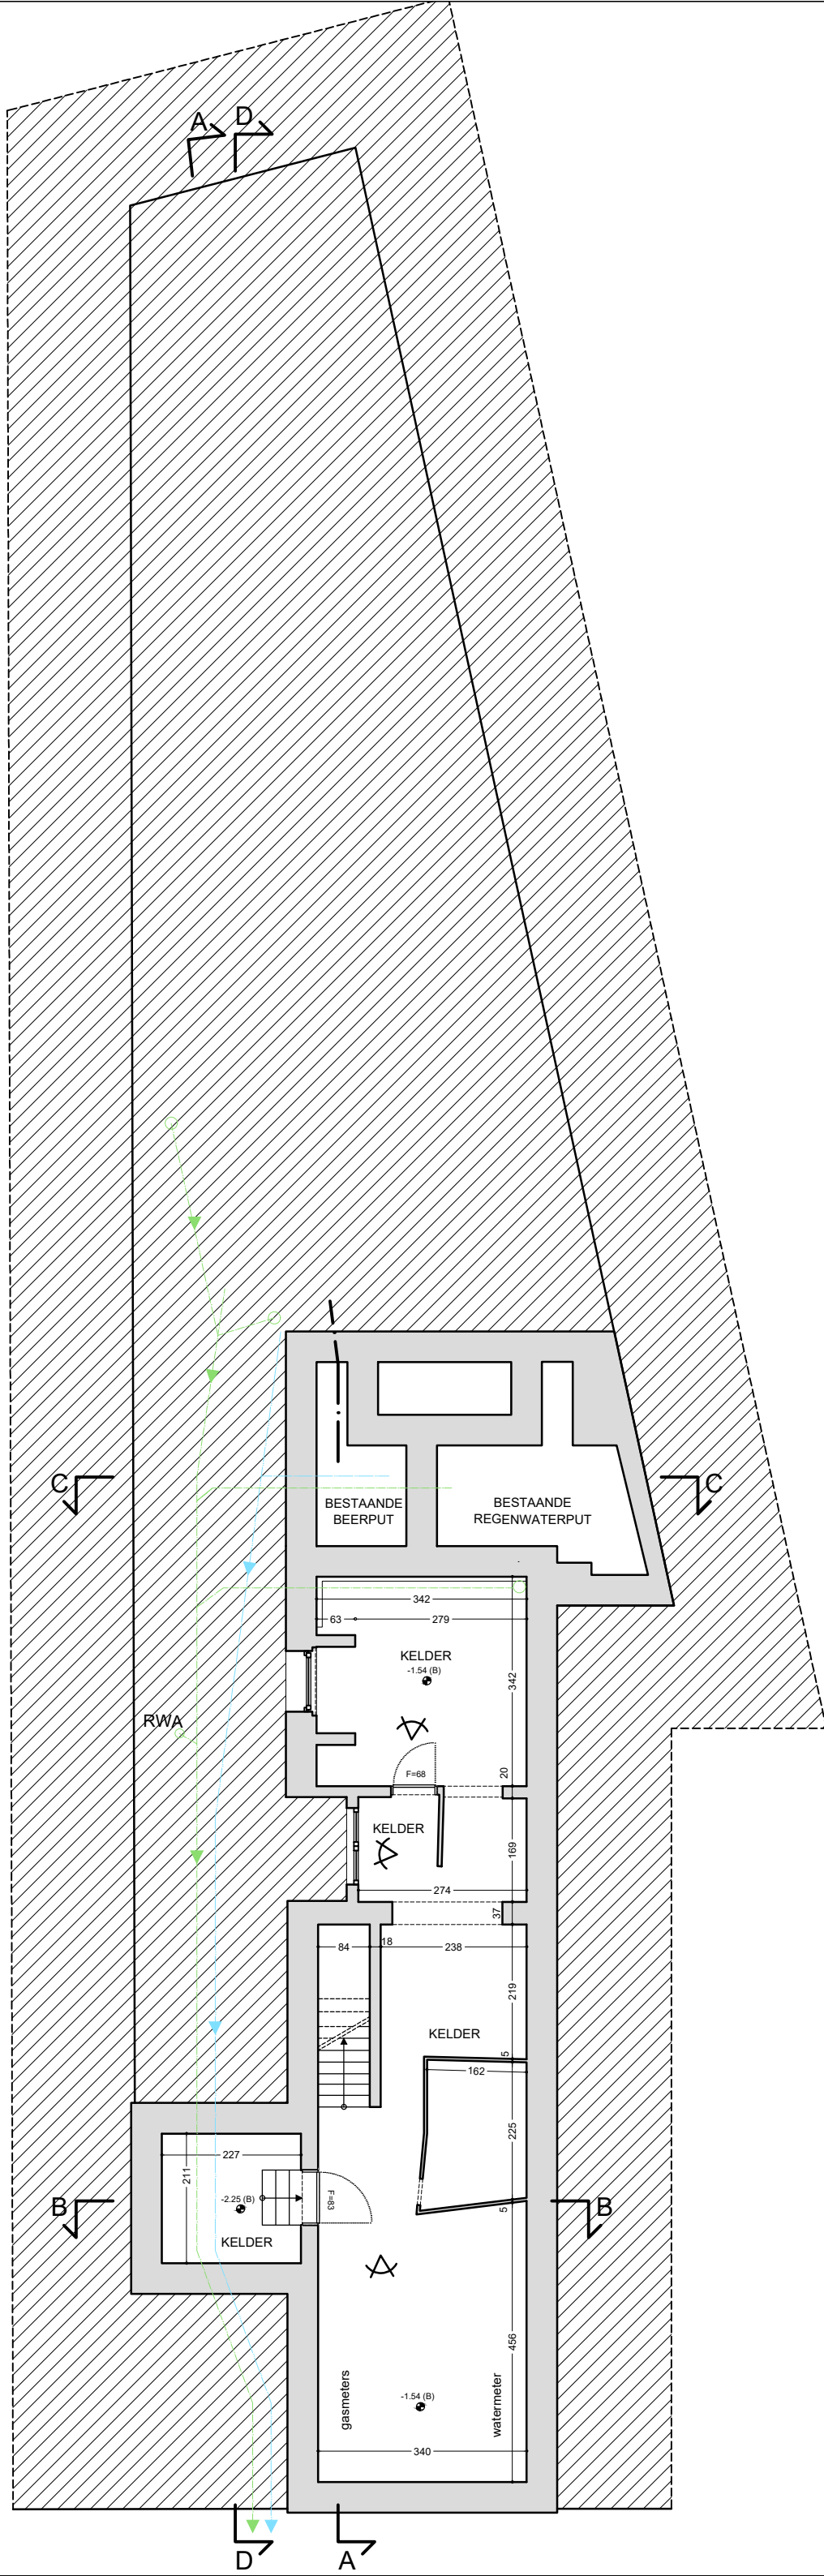 A
D
C
C
BESTAANDE
BEERPUT
BESTAANDE
REGENWATERPUT
342
63
279
KELDER
-1.54 (B)
342
RWA
F=68
20
KELDER
169
274
37
84
18
238
219
KELDER
5
162
225
227
211
-2.25 (B)
F=83
KELDER
B
B
5
456
gasmeters
-1.54 (B)
watermeter
340
D
A